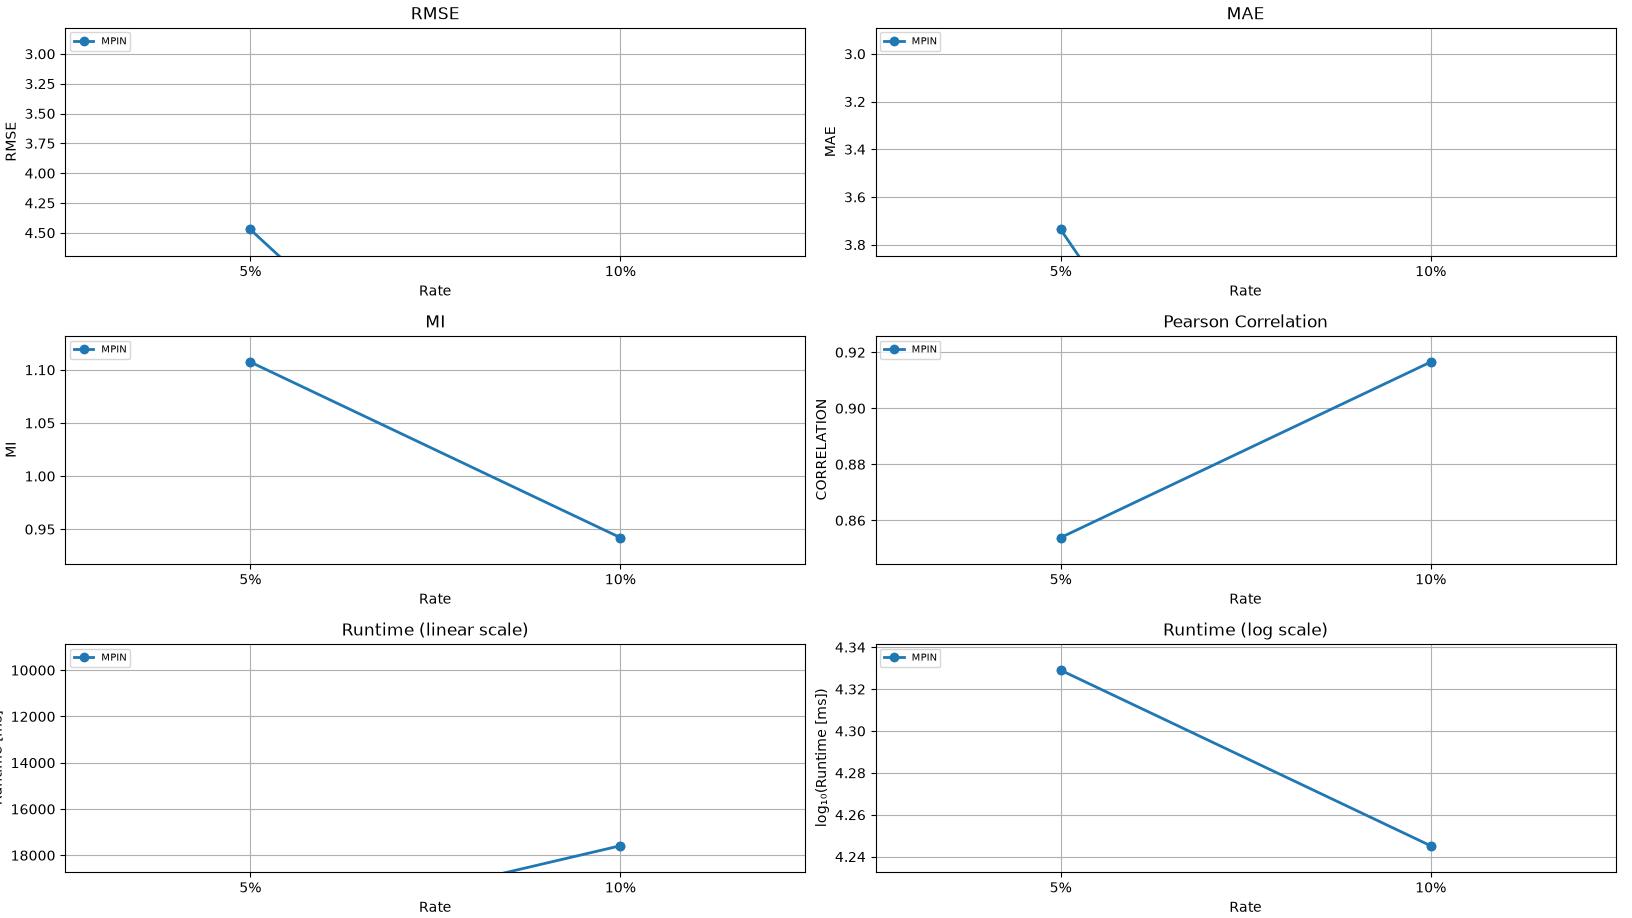 RMSE
MPIN
3.00
3.25
3.50
3.75
4.00
4.25
4.50
RMSE
5%
10%
Rate
MAE
MPIN
3.0
3.2
3.4
3.6
3.8
MAE
5%
10%
Rate
MI
MPIN
1.10
1.05
1.00
0.95
MI
5%
10%
Rate
Pearson Correlation
MPIN
0.92
0.90
0.88
0.86
CORRELATION
5%
10%
Rate
Runtime (linear scale)
MPIN
10000
12000
14000
16000
18000
5%
10%
Rate
Runtime (log scale)
MPIN
4.34
4.32
4.30
4.28
4.26
4.24
log₁₀(Runtime [ms])
5%
10%
Rate